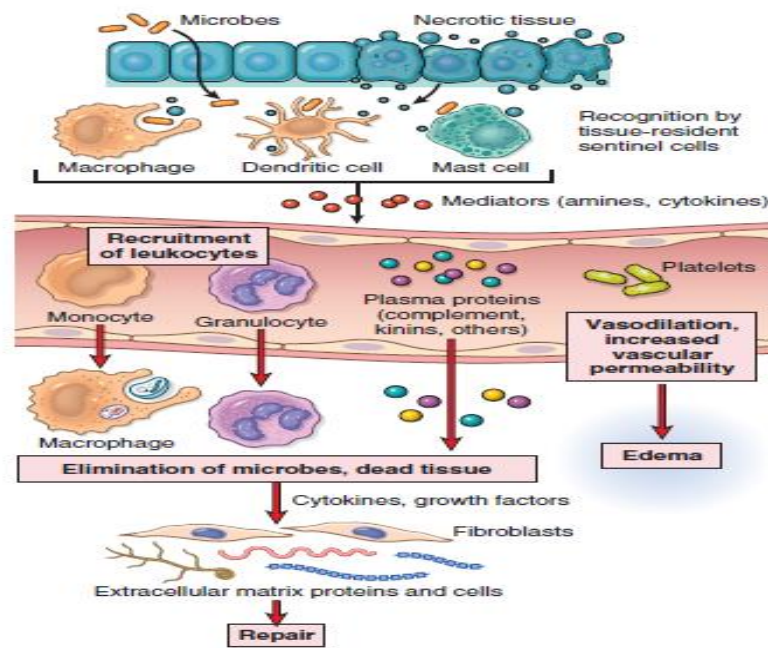 Microbes
Necrotic tissue
Recognition by
tissue-resident
sentinel cells
Macrophage
Dendritic cell
Mast cell
Mediators (amines, cytokines)
Recruitment
of leukocytes
Monocyte
Granulocyte
Plasma proteins
(complement,
kinins, others)
Platelets
Vasodilation,
increased
vascular
permeability
Macrophage
Edema
Elimination of microbes, dead tissue
Cytokines, growth factors
Fibroblasts
Extracellular matrix proteins and cells
Repair